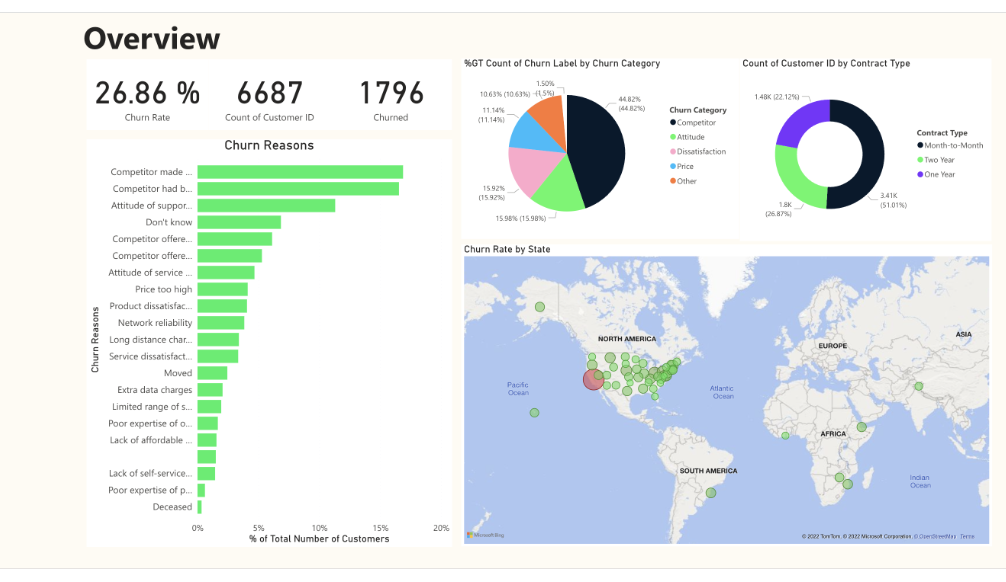 Overview
26.86 %
Churn Rate
6687
Count of Customer ID
1796
Churned
Churn Reasons
Churn Reasons
Competitor made ...
Competitor had b...
Attitude of suppor...
Don't know
Competitor offere...
Competitor offere...
Attitude of service ...
Price too high
Product dissatisfac...
Network reliability
Long distance char...
Service dissatisfact...
Moved
Extra data charges
Limited range of s...
Poor expertise of o...
Lack of affordable ...
Lack of self-service...
Poor expertise of p...
Deceased
0% 5% 10% 15% 20%
% of Total Number of Customers
%GT Count of Churn Label by Churn Category
1.50%
(1.5%)
10.63% (10.63%)
11.14%
(11.14%)
15.92%
(15.92%)
15.98% (15.98%)
44.82%
(44.82%)
Churn Category
Competitor
Attitude
Dissatisfaction
Price
Other
Count of Customer ID by Contract Type
1.48K (22.12%)
1.8K
(26.87%)
3.41K
(51.01%)
Contract Type
Month-to-Month
Two Year
One Year
Churn Rate by State
NORTH AMERICA
EUROPE
ASIA
Pacific
Ocean
Atlantic
Ocean
AFRICA
SOUTH AMERICA
Indian
Ocean
Microsoft Bing
© 2022 TomTom, © 2022 Microsoft Corporation, © OpenStreetMap Terms